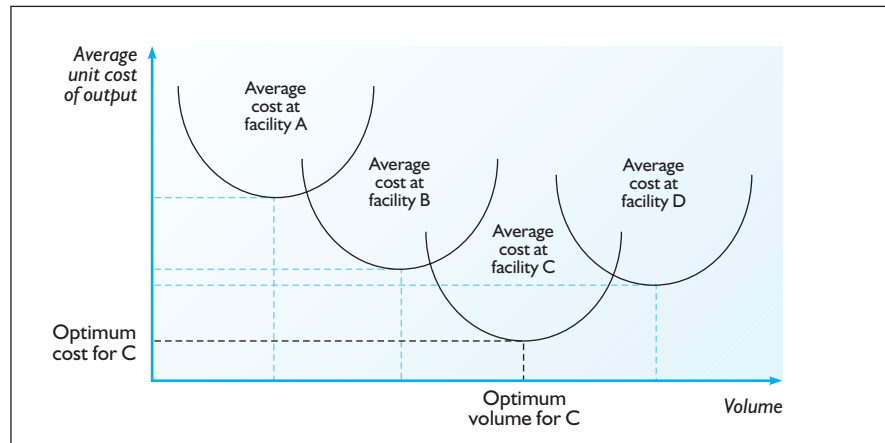 Average
unit cost
of output
Average
cost at
facility A
Average
cost at
facility B
Average
cost at
facility C
Average
cost at
facility D
Optimum
cost for C
Optimum
volume for C
Volume